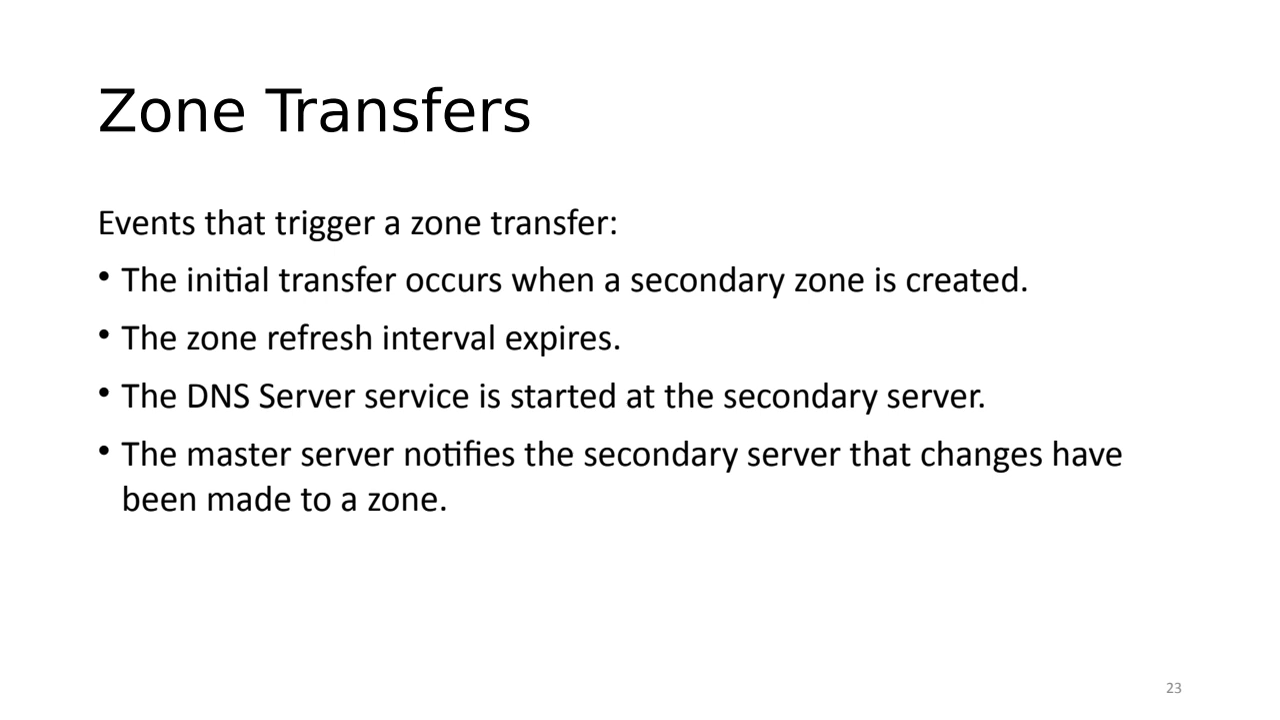 Zone Transfers
Events that trigger a zone transfer:
• The initial transfer occurs when a secondary zone is created.
• The zone refresh interval expires.
• The DNS Server service is started at the secondary server.
• The master server notifies the secondary server that changes have
been made to a zone.
23